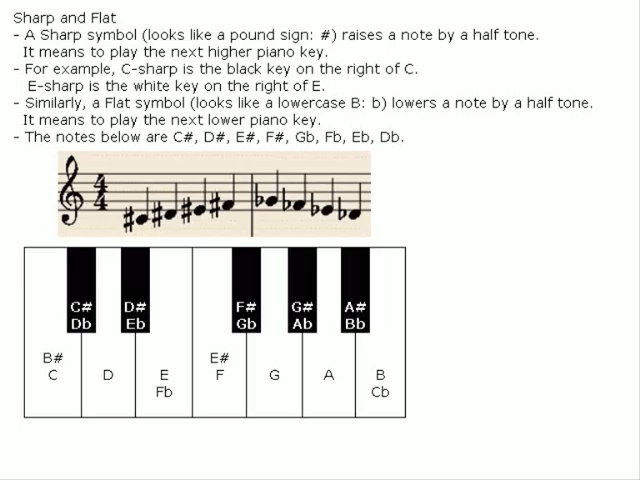 Sharp and Flat
- A Sharp symbol (looks like a pound sign: #) raises a note by a half tone.
It means to play the next higher piano key.
- For example, C-sharp is the black key on the right of C.
E-sharp is the white key on the right of E.
- Similarly, a Flat symbol (looks like a lowercase B: b) lowers a note by a half tone.
It means to play the next lower piano key.
- The notes below are C#, D#, E#, F#, Gb, Fb, Eb, Db.
4
4
C# D# F# G# A#
Db Eb Gb Ab Bb
B# E#
C D E F G A B
Fb Cb